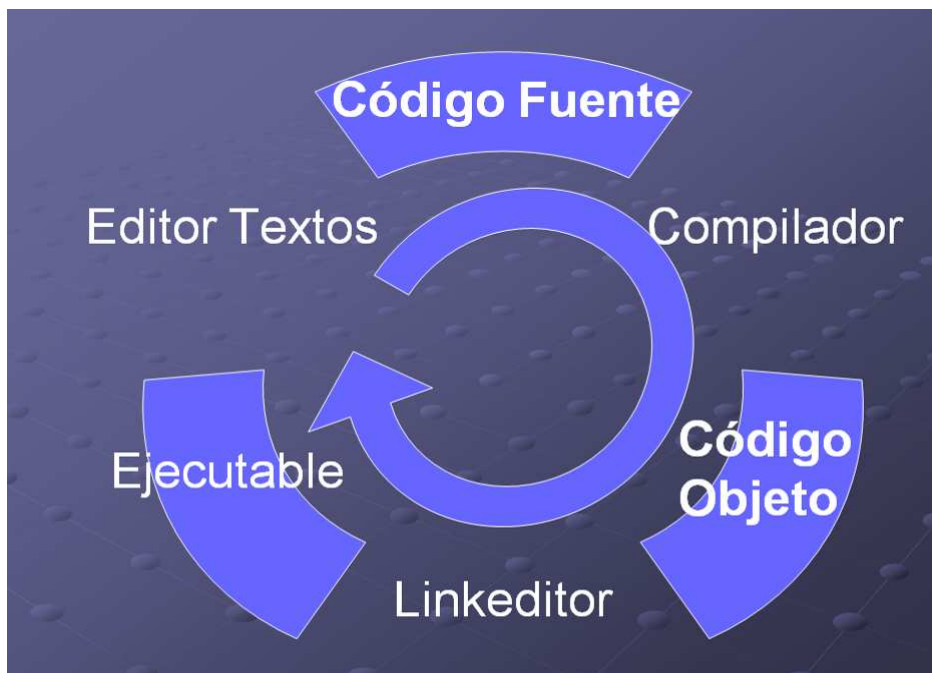 Código Fuente
Editor Textos
Compilador
Código
Objeto
Ejecutable
Linkeditor